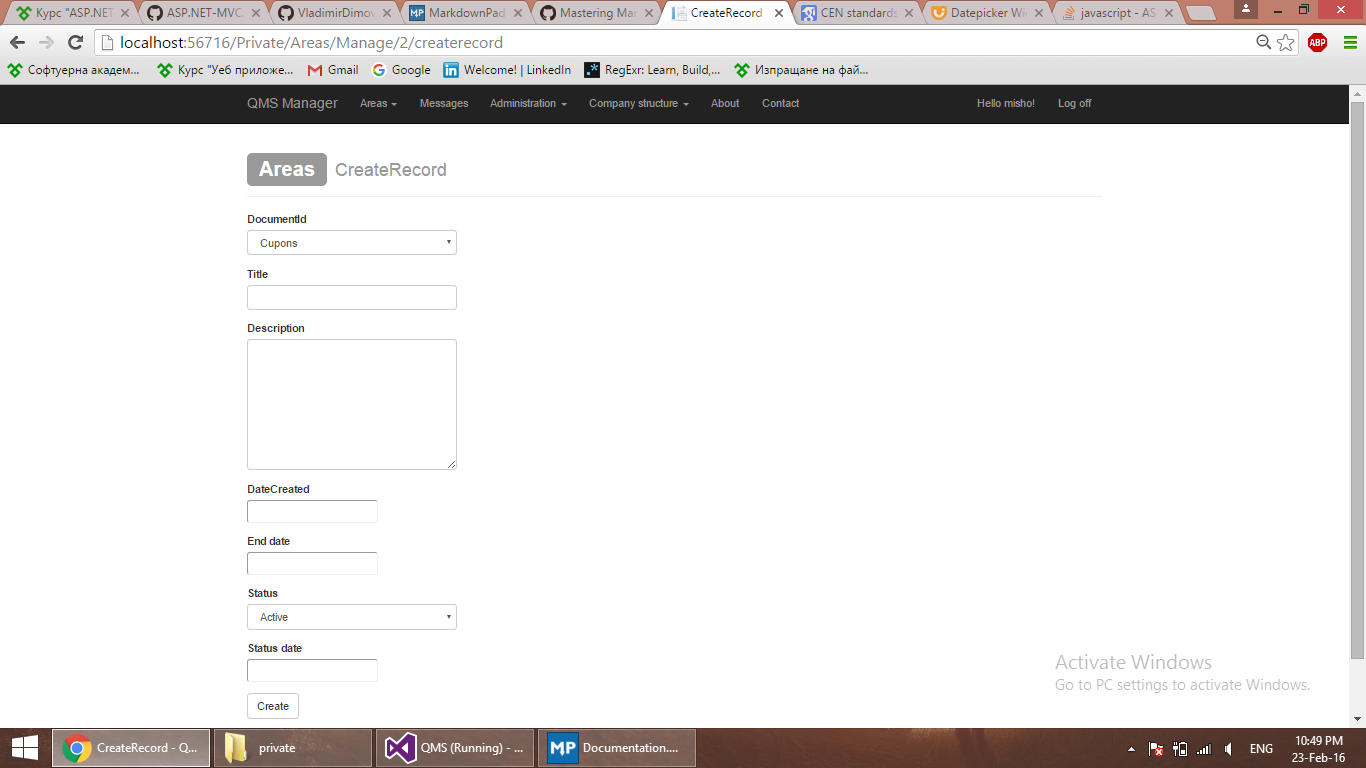 Курс "ASP.NET
ASP.NET-MVC
VladimirDimov
MarkdownPad
Mastering Mar
CreateRecord
CEN standards
Datepicker Wi
javascript - AS
localhost:56716/Private/Areas/Manage/2/createrecord
ABP
Софтуерна академ...
Курс "Уеб приложе...
Gmail
Google
Welcome! | LinkedIn
RegExr: Learn, Build,...
Изпращане на фай...
QMS Manager
Areas
Messages
Administration
Company structure
About
Contact
Hello misho!
Log off
Areas CreateRecord
DocumentId
Cupons
Title
Description
DateCreated
End date
Status
Active
Status date
Create
Activate Windows
Go to PC settings to activate Windows.
CreateRecord - Q...
private
QMS (Running) - ...
MP
Documentation....
ENG
10:49 PM
23-Feb-16